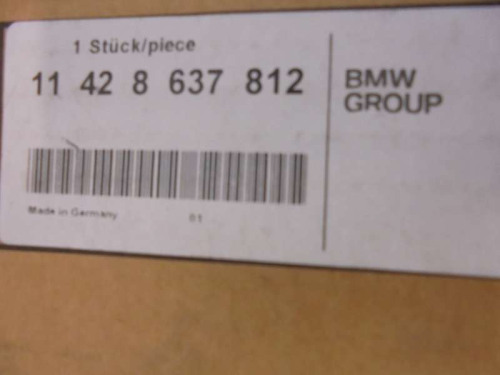 1 Stück/piece
11 42 8 637 812
BMW
GROUP
Made in Germany 01